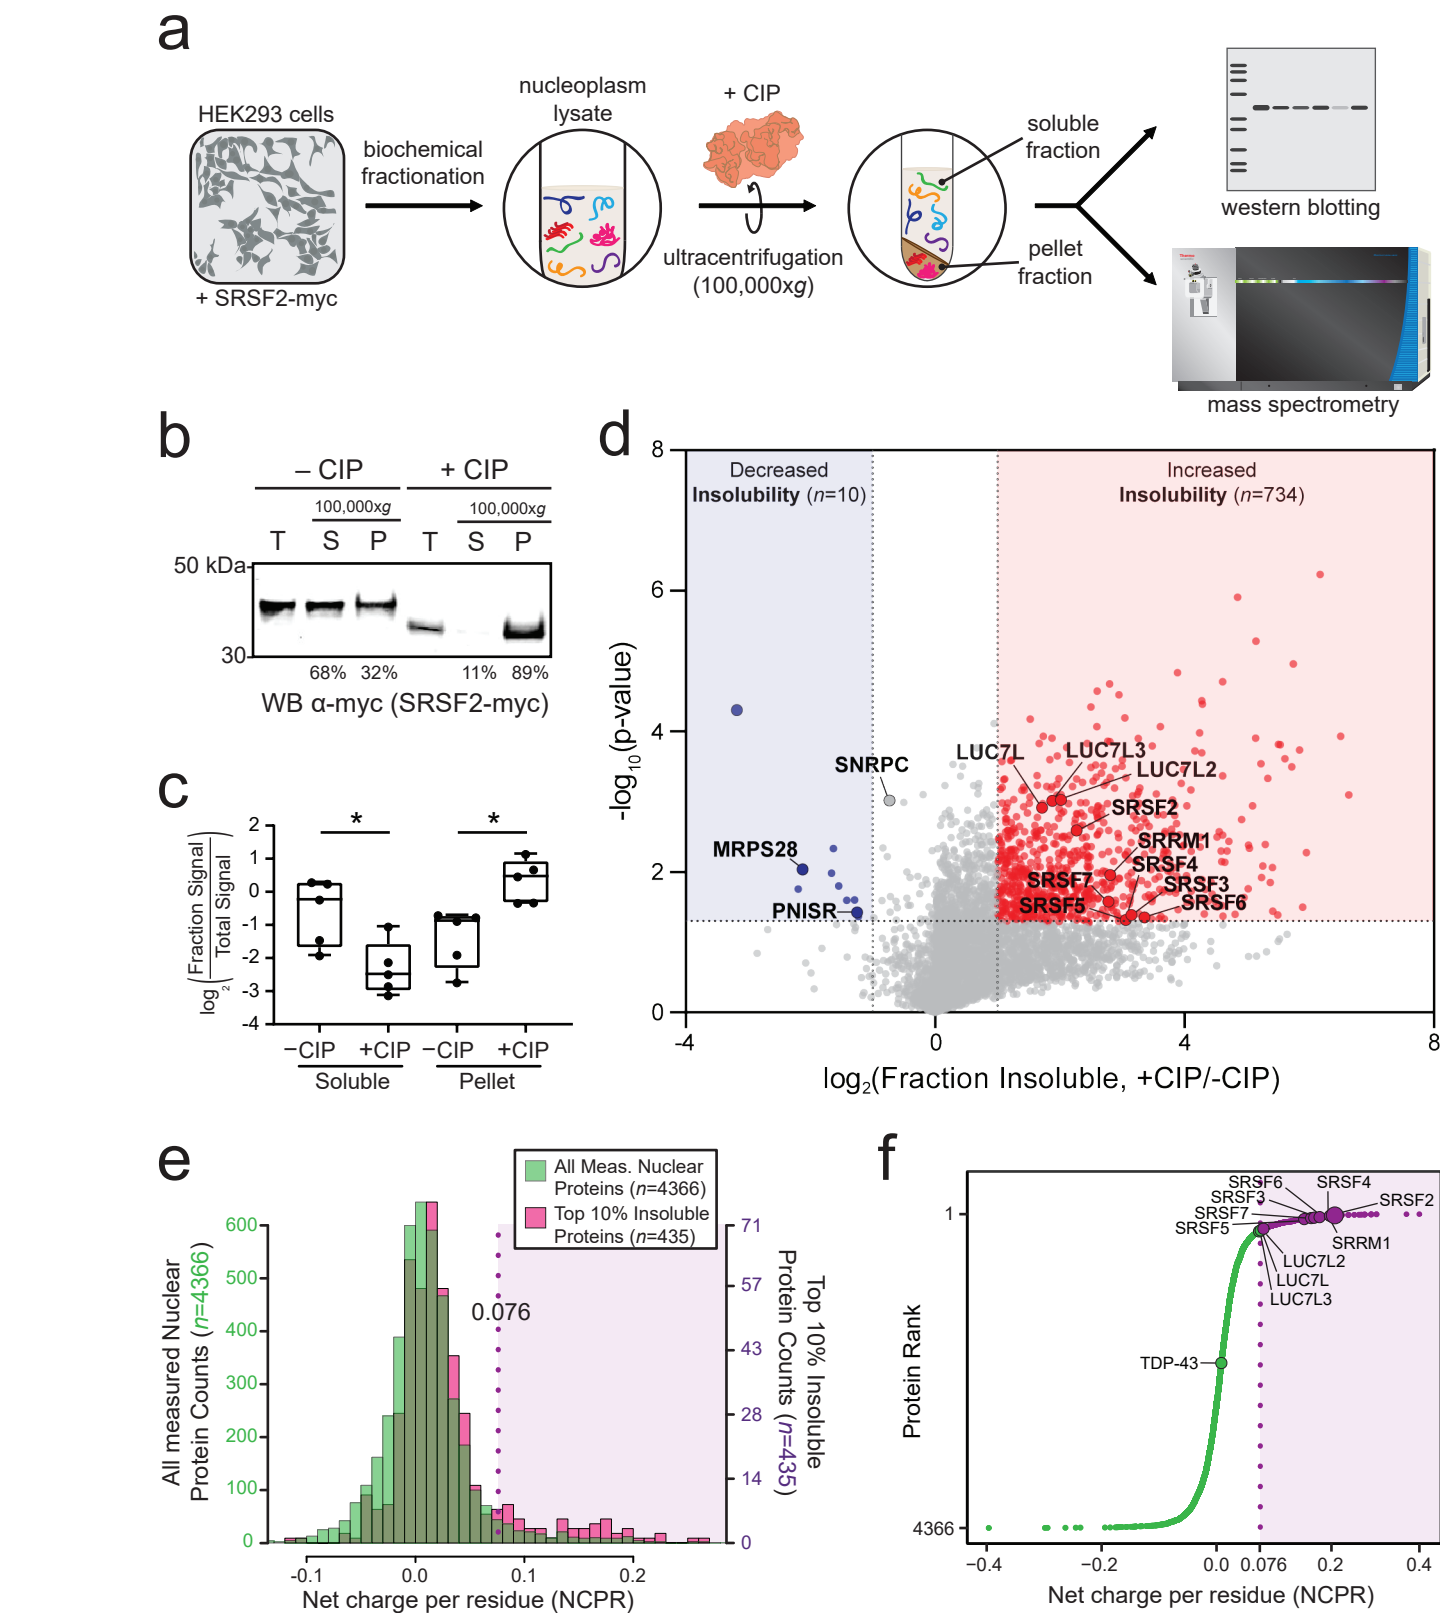 a
HEK293 cells
+ SRSF2-myc
biochemical
fractionation
nucleoplasm
lysate
+ CIP
ultracentrifugation
(100,000xg)
soluble
fraction
pellet
fraction
western blotting
mass spectrometry
b
– CIP
+ CIP
100,000xg
100,000xg
T S P T S P
50 kDa
30
68% 32% 11% 89%
WB α-myc (SRSF2-myc)
c
log2(Fraction Signal
Total Signal)
2
1
0
-1
-2
-3
-4
*
*
−CIP +CIP −CIP +CIP
Soluble Pellet
d
Decreased
Insolubility (n=10)
Increased
Insolubility (n=734)
-log10(p-value)
8
6
4
2
0
SNRPC
LUC7L
LUC7L3
LUC7L2
SRSF2
MRPS28
SRRM1
SRSF4
SRSF7
SRSF3
PNISR
SRSF5
SRSF6
-4 0 4 8
log2(Fraction Insoluble, +CIP/-CIP)
e
All Meas. Nuclear
Proteins (n=4366)
Top 10% Insoluble
Proteins (n=435)
All measured Nuclear
Protein Counts (n=4366)
600
500
400
300
200
100
0
0.076
71
57
43
28
14
0
Top 10% Insoluble
Protein Counts (n=435)
-0.1 0.0 0.1 0.2
Net charge per residue (NCPR)
f
Protein Rank
1
4366
SRSF6
SRSF4
SRSF3
SRSF2
SRSF7
SRSF5
SRRM1
LUC7L2
LUC7L
LUC7L3
TDP-43
−0.4 -0.2 0.0 0.076 0.2 0.4
Net charge per residue (NCPR)